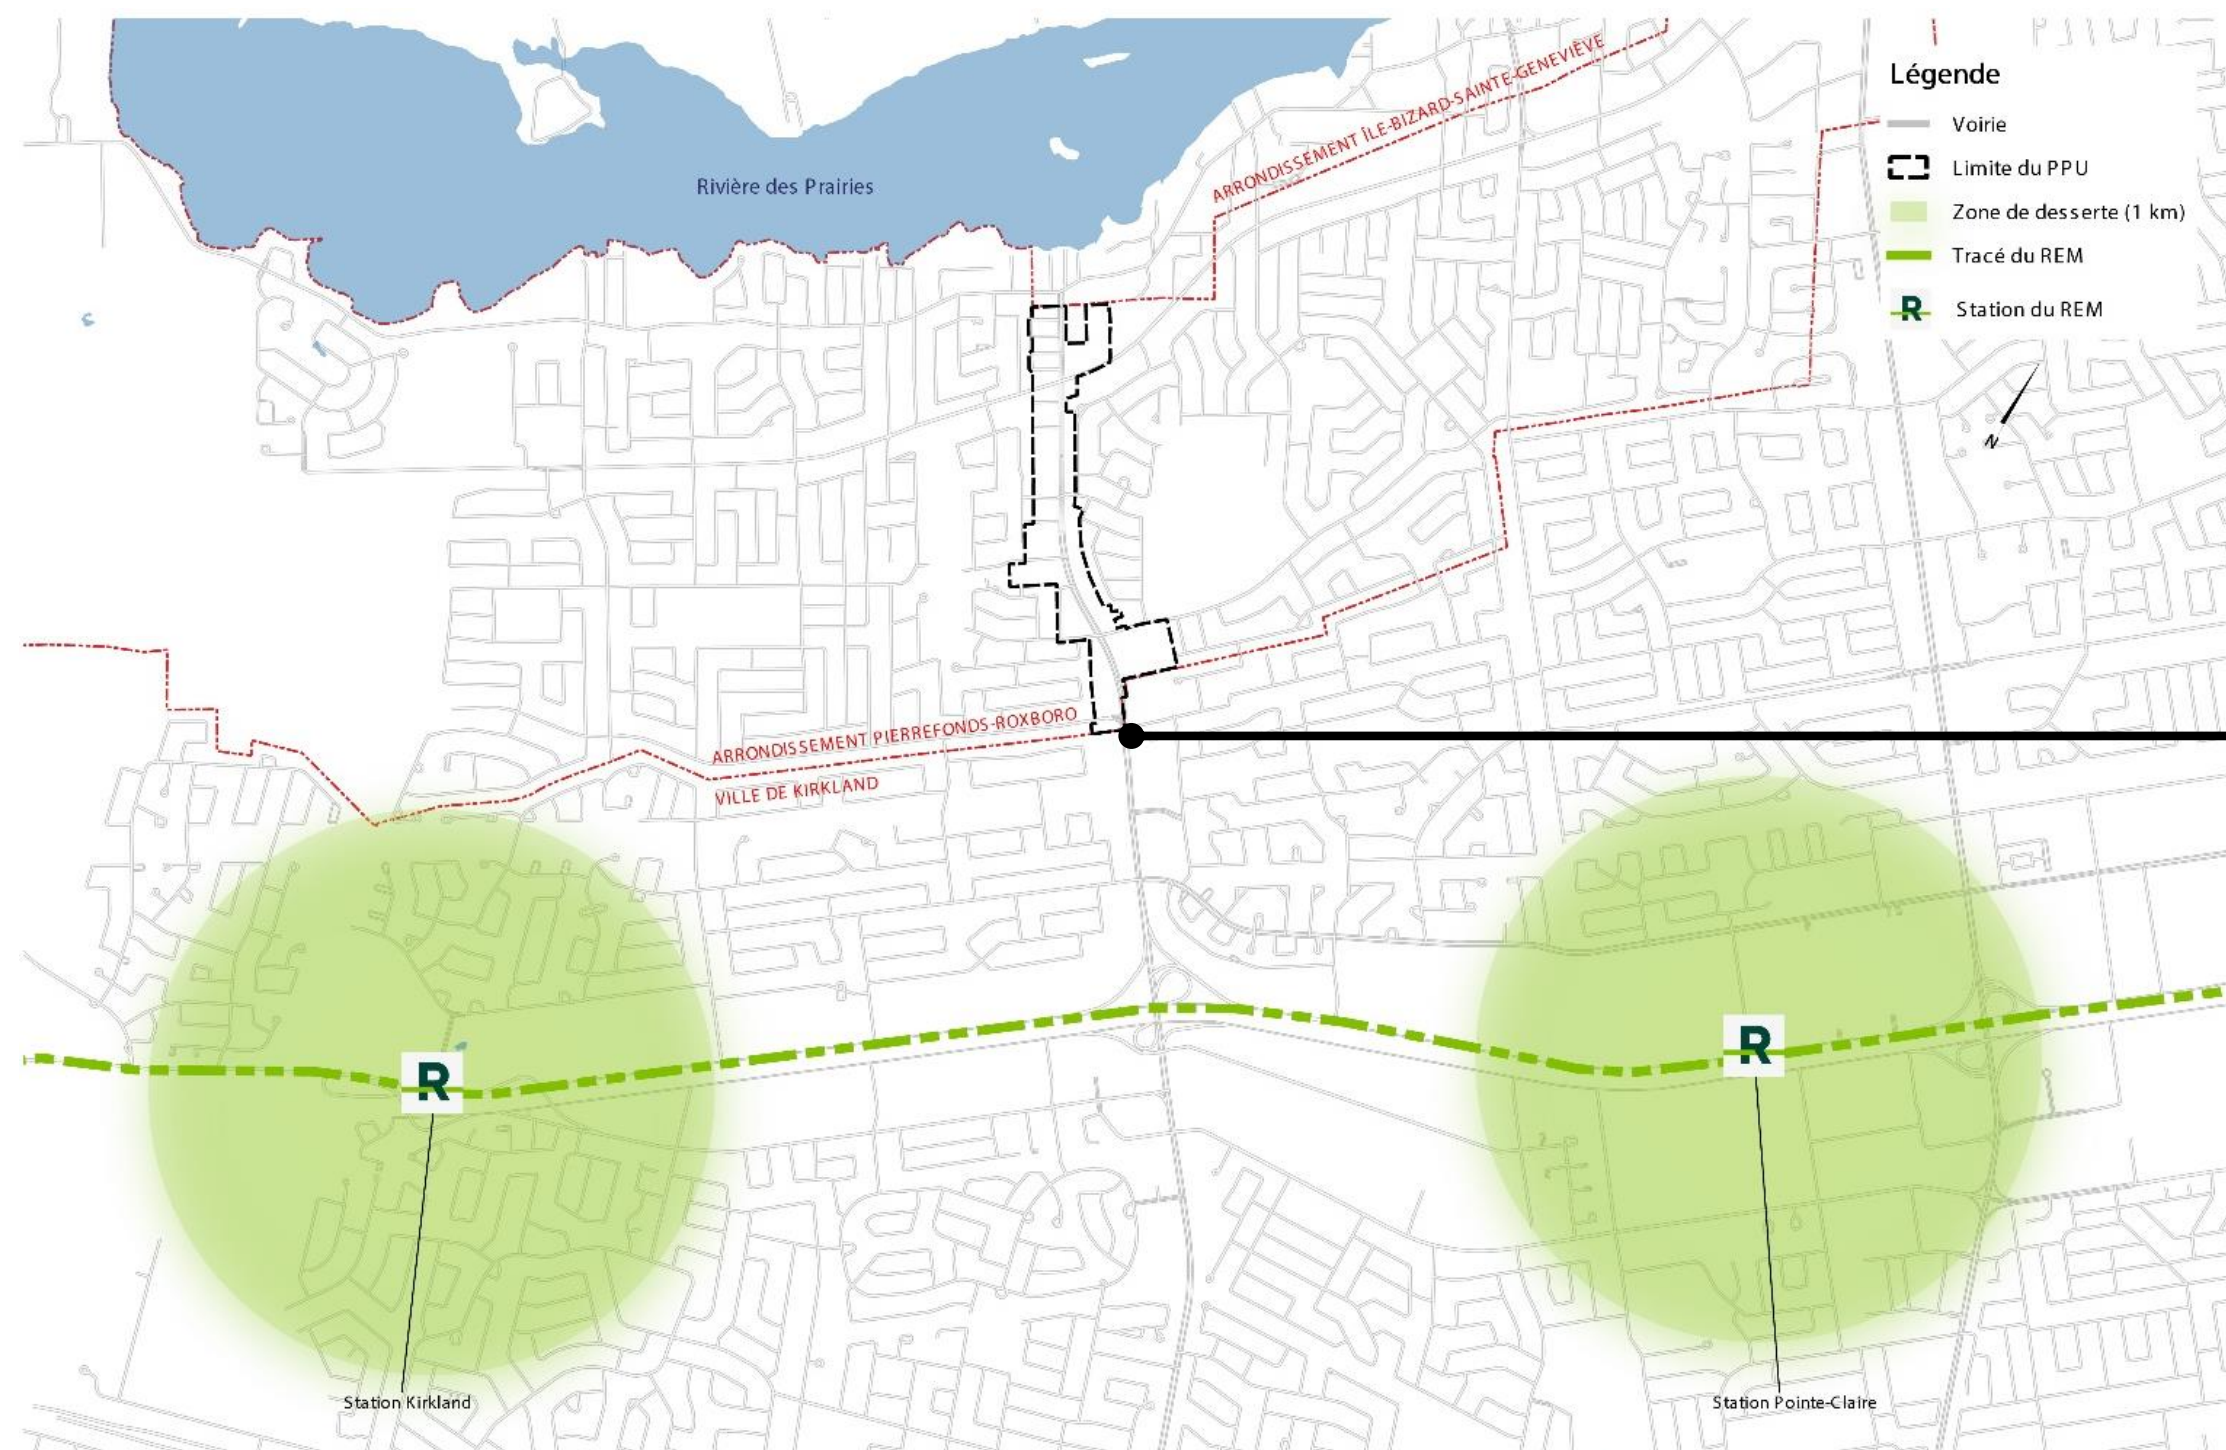 ARRONDISSEMENT ÎLE-BIZARD-SAINTE-GENEVIÈVE
Légende
Voirie
Limite du PPU
Zone de desserte (1 km)
Tracé du REM
R
Station du REM
Rivière des Prairies
N
ARRONDISSEMENT PIERREFONDS-ROXBORO
VILLE DE KIRKLAND
R
R
Station Kirkland
Station Pointe-Claire